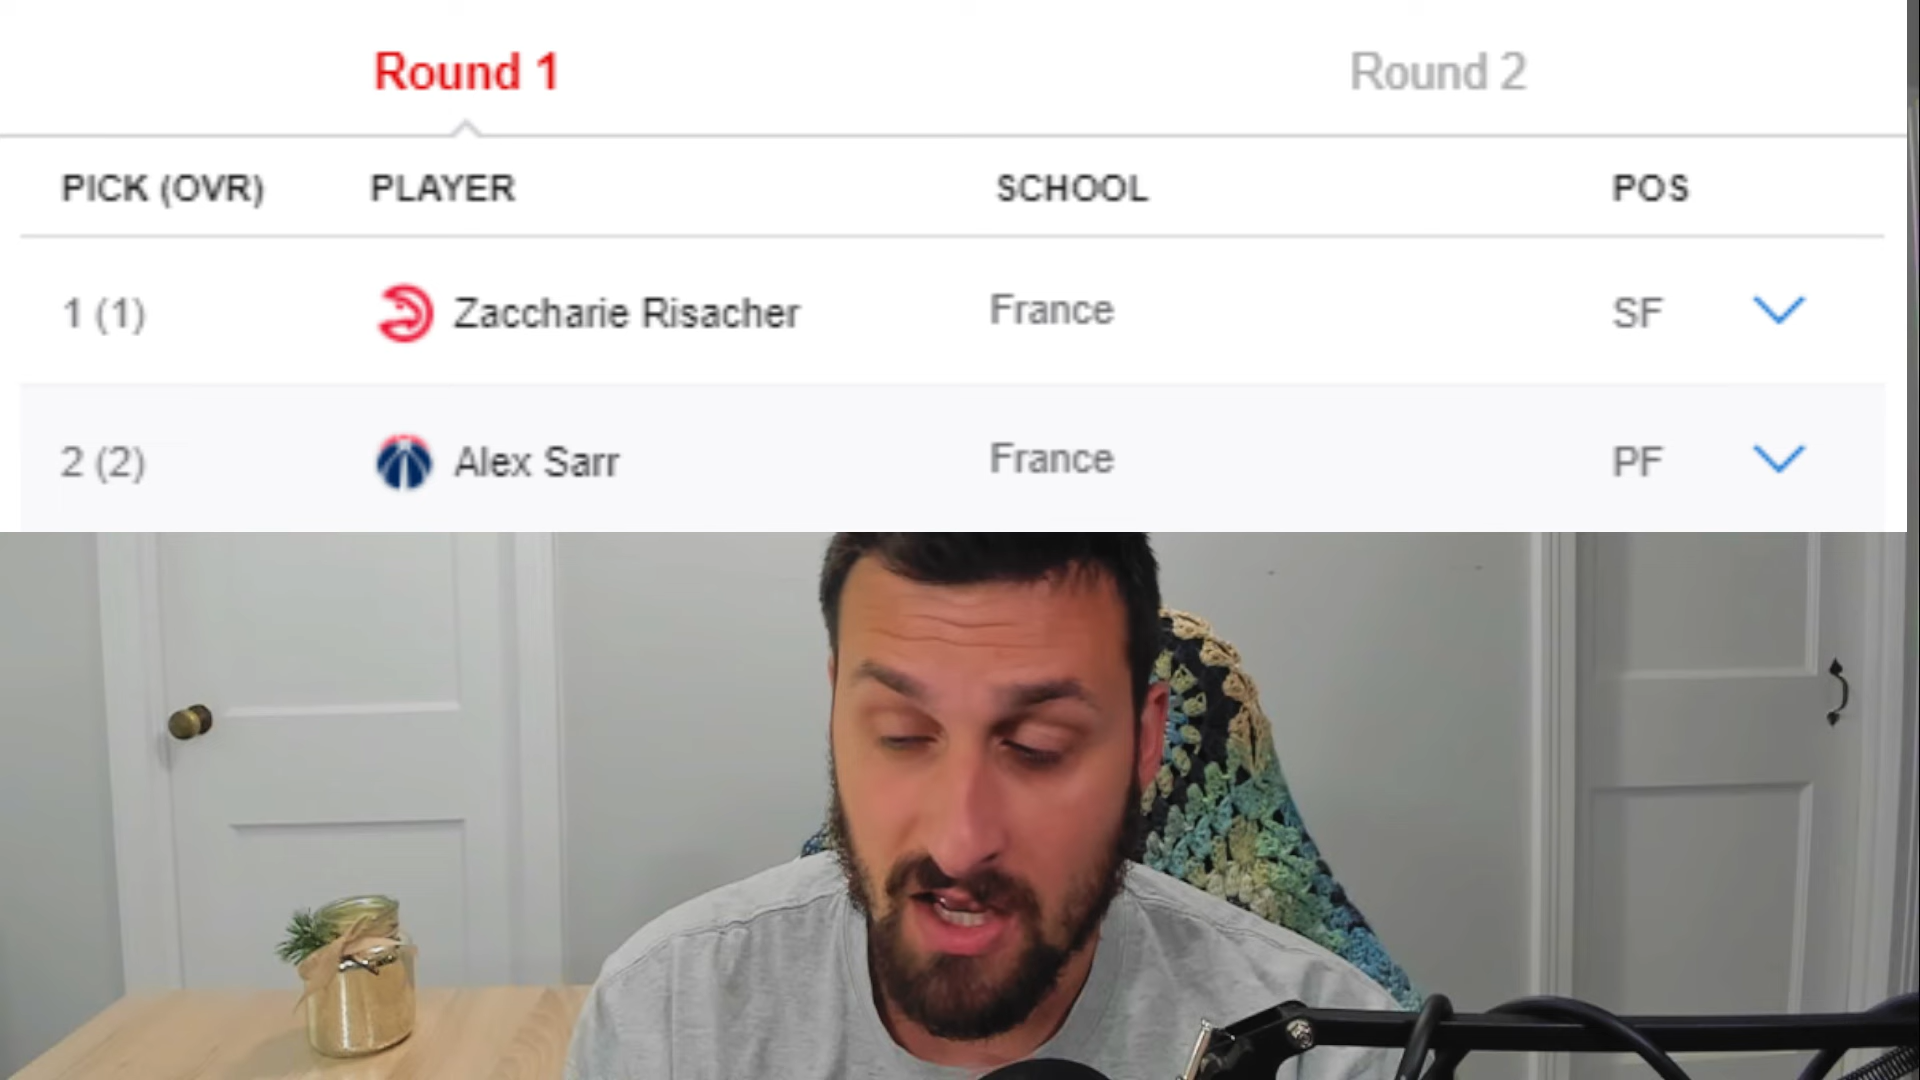 Round 1 Round 2
PICK (OVR) PLAYER SCHOOL POS
1 (1) Zaccharie Risacher France SF
2 (2) Alex Sarr France PF